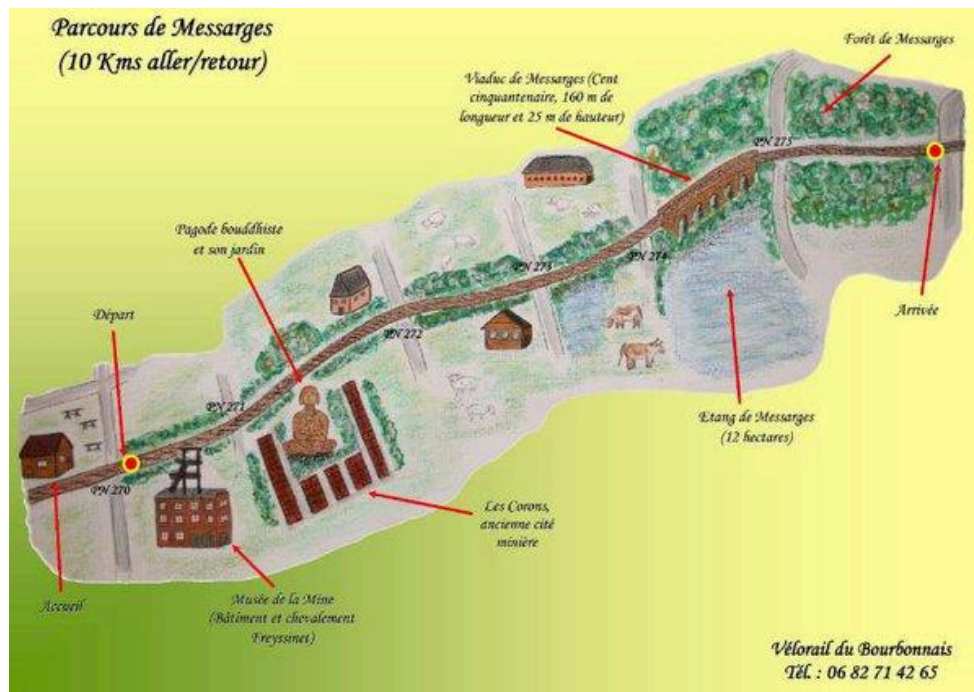 Parcours de Messarges
(10 Kms aller/retour)
Forêt de Messarges
Viaduc de Messarges (Cent
cinquantenaire, 160 m de
longueur et 25 m de hauteur)
PN 275
Pagode bouddhiste
et son jardin
PN 273
PN 274
Départ
PN 272
Arrivée
PN 271
Etang de Messarges
(12 hectares)
PN 270
Les Corons,
ancienne cité
minière
Accueil
Musée de la Mine
(Bâtiment et chevalement
Freyssinet)
Vélorail du Bourbonnais
Tél. : 06 82 71 42 65